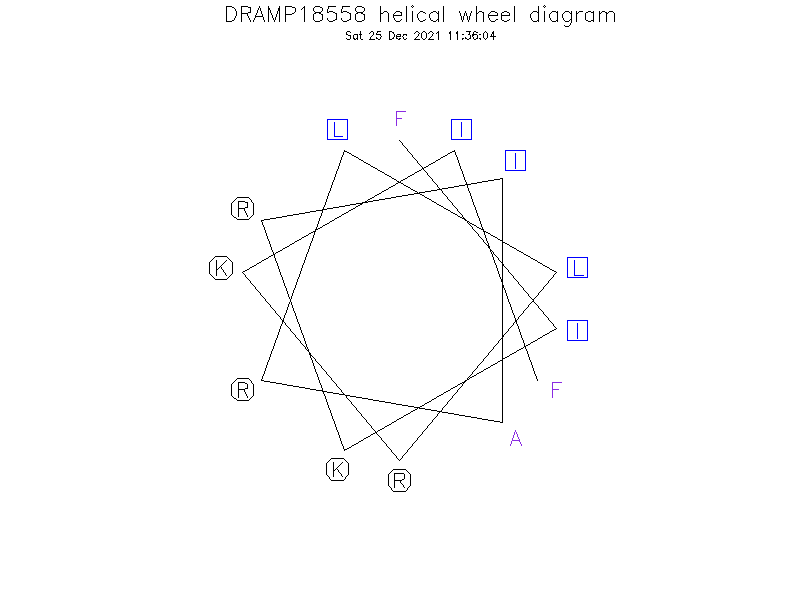 DRAMP18558 helical wheel diagram
Sat 25 Dec 2021 11:36:04
L F I
I
R
K L
I
R F
A
K R